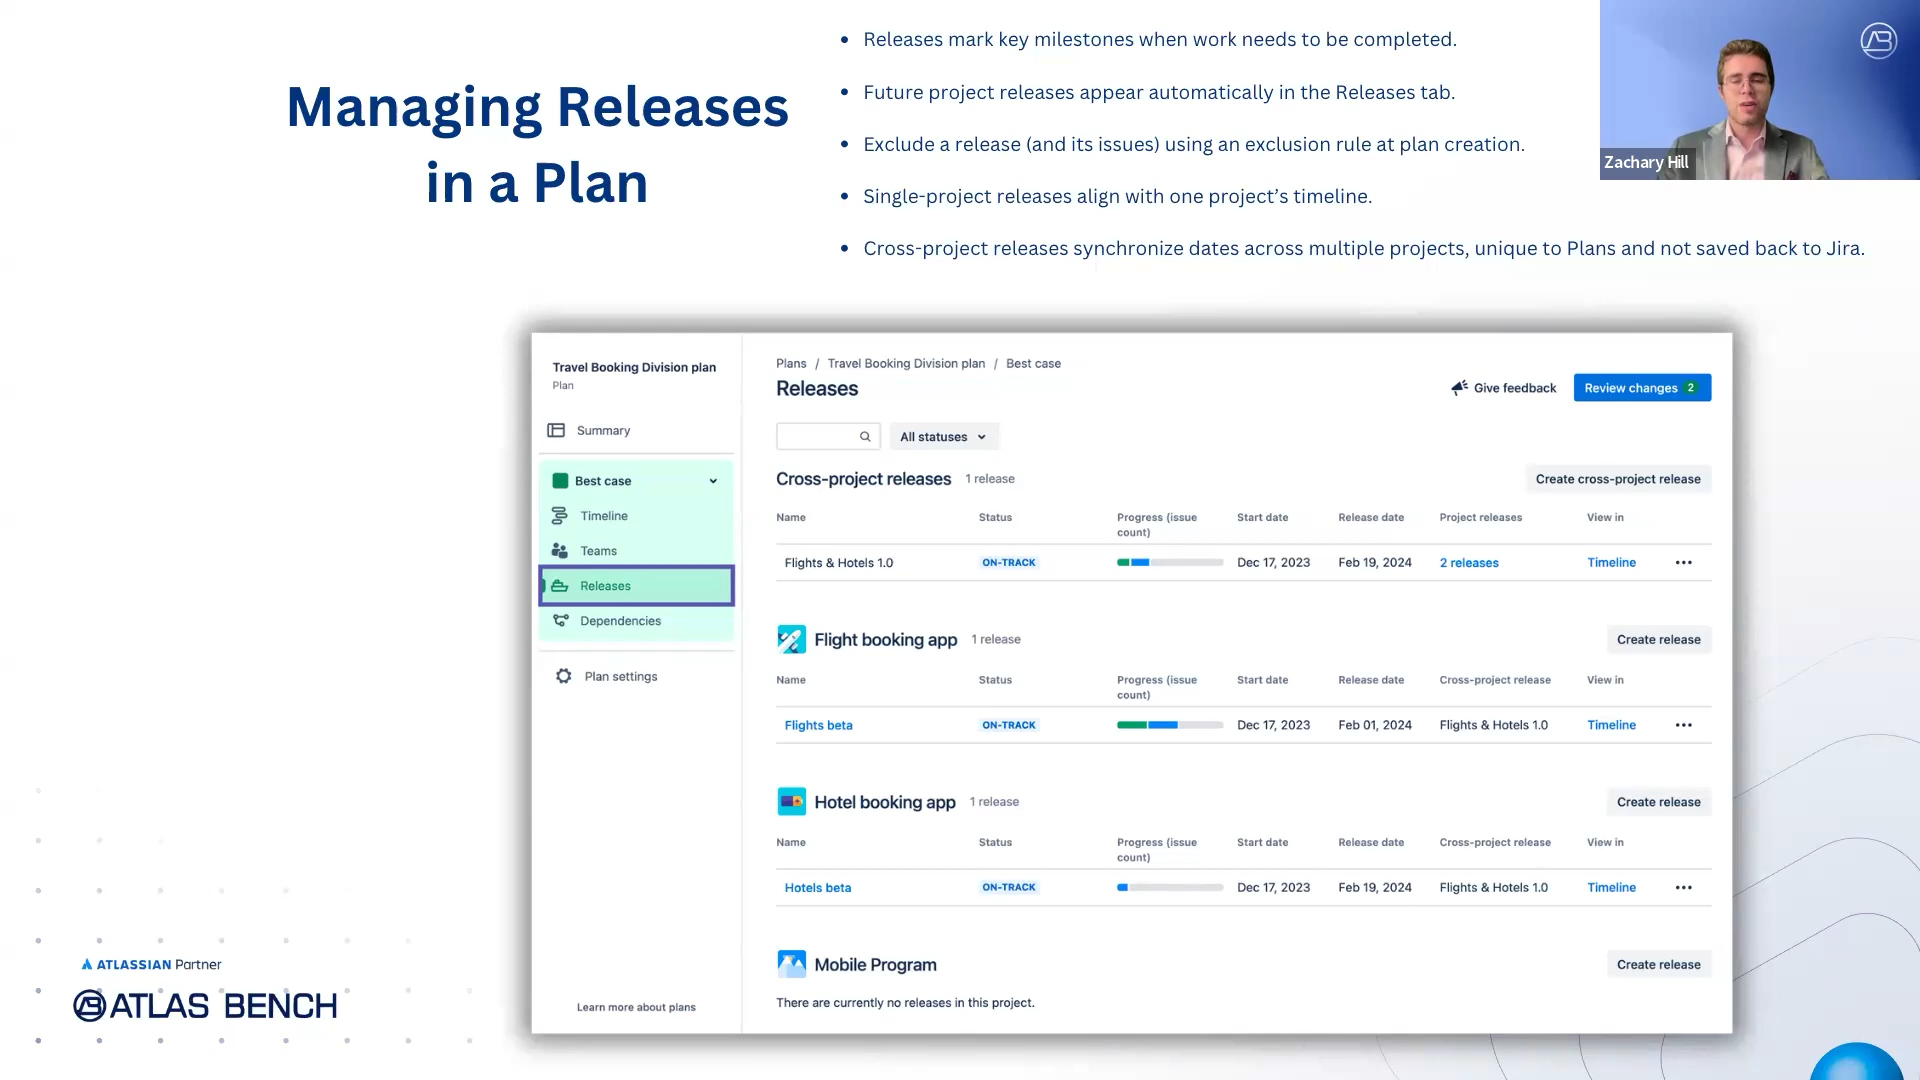 Managing Releases
in a Plan
Releases mark key milestones when work needs to be completed.
Future project releases appear automatically in the Releases tab.
Exclude a release (and its issues) using an exclusion rule at plan creation.
Single-project releases align with one project’s timeline.
Cross-project releases synchronize dates across multiple projects, unique to Plans and not saved back to Jira.
Zachary Hill
Travel Booking Division plan
Plan
Summary
Best case
Timeline
Teams
Releases
Dependencies
Plan settings
Learn more about plans
Plans / Travel Booking Division plan / Best case
Releases
Give feedback
Review changes 2
All statuses
Cross-project releases 1 release
Create cross-project release
Name Status Progress (issue count) Start date Release date Project releases View in
Flights & Hotels 1.0 ON-TRACK Dec 17, 2023 Feb 19, 2024 2 releases Timeline
Flight booking app 1 release
Create release
Name Status Progress (issue count) Start date Release date Cross-project release View in
Flights beta ON-TRACK Dec 17, 2023 Feb 01, 2024 Flights & Hotels 1.0 Timeline
Hotel booking app 1 release
Create release
Name Status Progress (issue count) Start date Release date Cross-project release View in
Hotels beta ON-TRACK Dec 17, 2023 Feb 19, 2024 Flights & Hotels 1.0 Timeline
Mobile Program
Create release
There are currently no releases in this project.
ATLASSIAN Partner
ATLAS BENCH